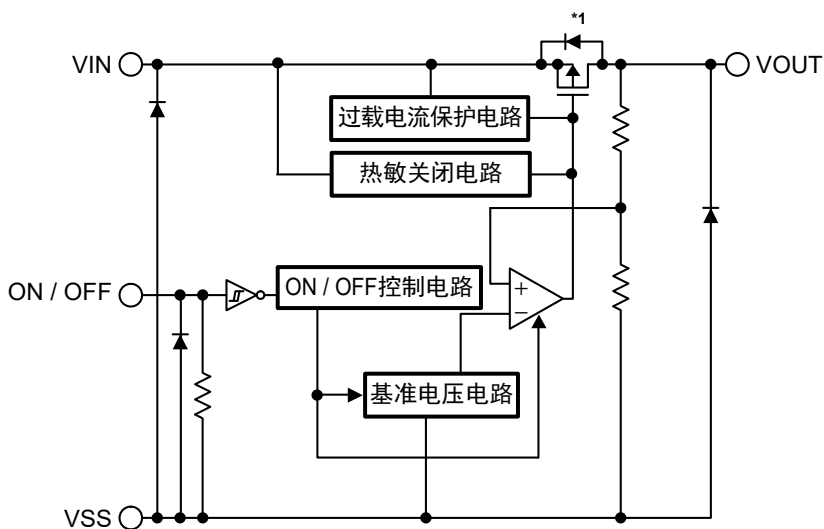 *1
VIN
VOUT
过载电流保护电路
热敏关闭电路
ON / OFF
ON / OFF控制电路
+
−
基准电压电路
VSS